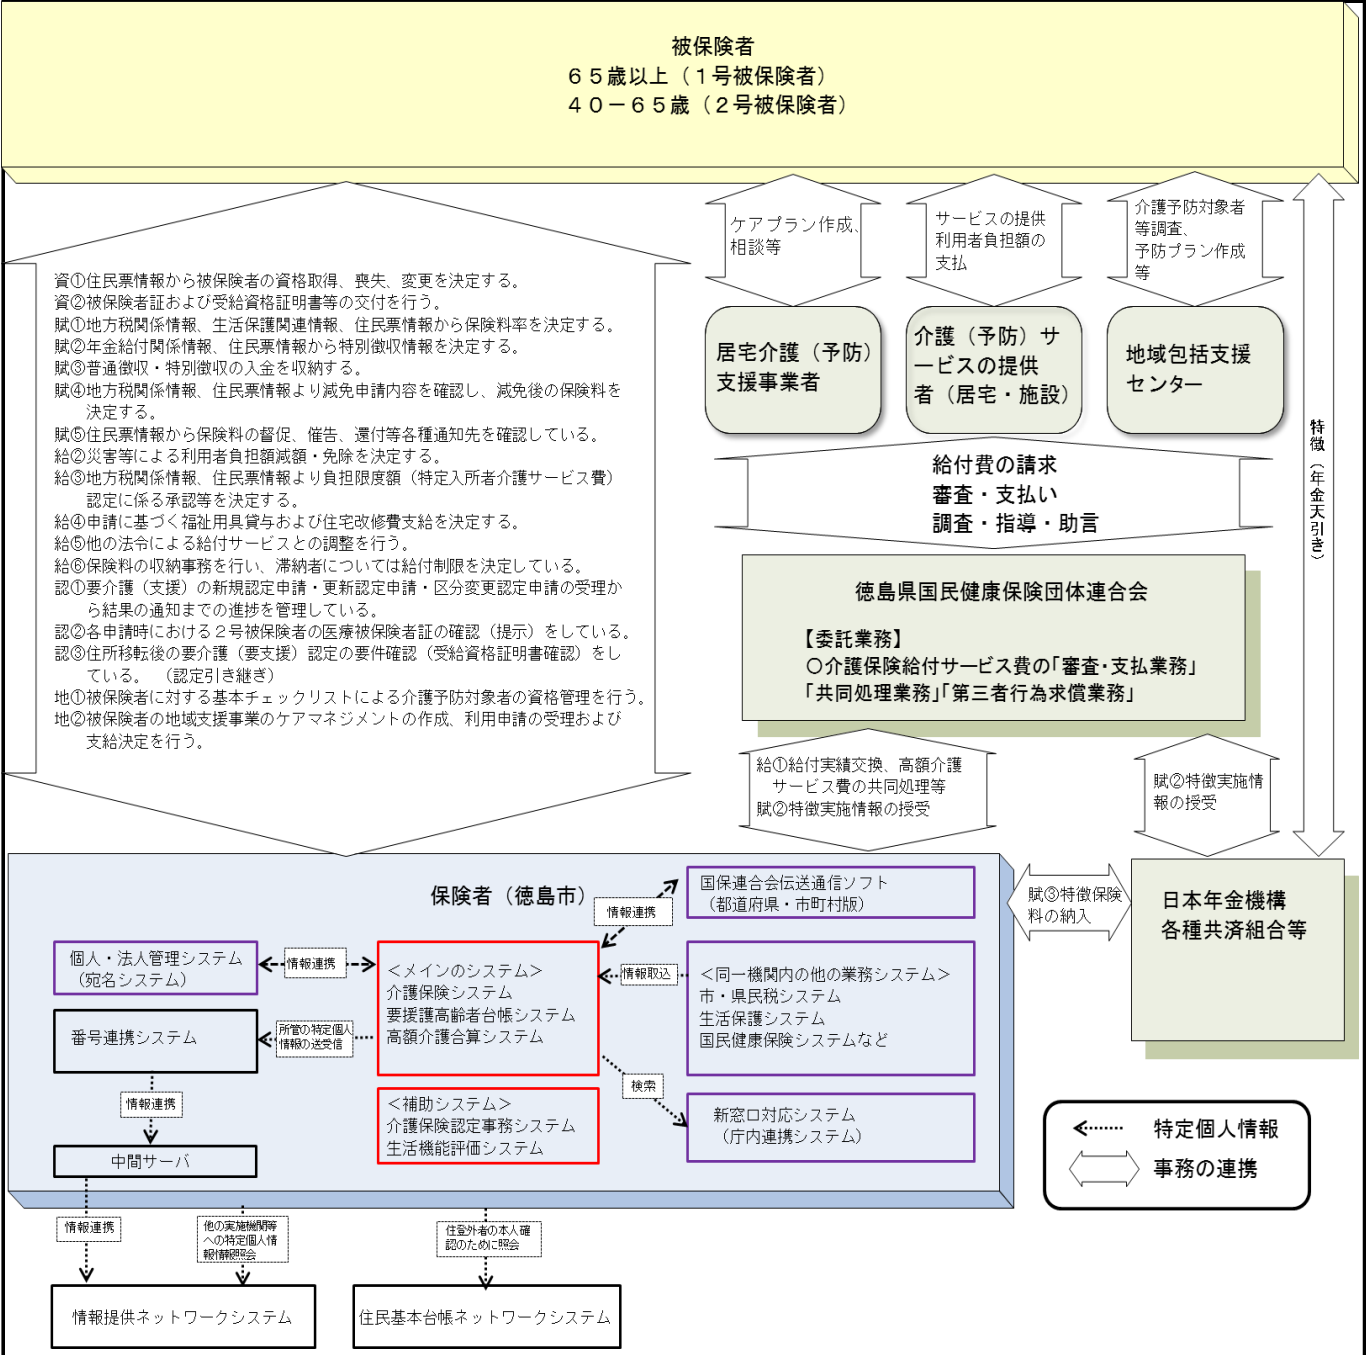 被保険者
６５歳以上（１号被保険者）
４０－６５歳（２号被保険者）
資①住民票情報から被保険者の資格取得、喪失、変更を決定する。
資②被保険者証および受給資格証明書等の交付を行う。
賦①地方税関係情報、生活保護関連情報、住民票情報から保険料率を決定する。
賦②年金給付関係情報、住民票情報から特別徴収情報を決定する。
賦③普通徴収・特別徴収の入金を収納する。
賦④地方税関係情報、住民票情報より減免申請内容を確認し、減免後の保険料を
決定する。
賦⑤住民票情報から保険料の督促、催告、還付等各種通知先を確認している。
給②災害等による利用者負担額減額・免除を決定する。
給③地方税関係情報、住民票情報より負担限度額（特定入所者介護サービス費）
認定に係る承認等を決定する。
給④申請に基づく福祉用具貸与および住宅改修費支給を決定する。
給⑤他の法令による給付サービスとの調整を行う。
給⑥保険料の収納事務を行い、滞納者については給付制限を決定している。
認①要介護（支援）の新規認定申請・更新認定申請・区分変更認定申請の受理か
ら結果の通知までの進捗を管理している。
認②各申請時における２号被保険者の医療被保険者証の確認（提示）をしている。
認③住所移転後の要介護（要支援）認定の要件確認（受給資格証明書確認）をし
ている。　（認定引き継ぎ）
地①被保険者に対する基本チェックリストによる介護予防対象者の資格管理を行う。
地②被保険者の地域支援事業のケアマネジメントの作成、利用申請の受理および
支給決定を行う。
ケアプラン作成、
相談等
サービスの提供
利用者負担額の
支払
介護予防対象者
等調査、
予防プラン作成
等
居宅介護（予防）
支援事業者
介護（予防）サ
ービスの提供
者（居宅・施設）
地域包括支援
センター
特徴（年金天引き）
給付費の請求
審査・支払い
調査・指導・助言
徳島県国民健康保険団体連合会
【委託業務】
〇介護保険給付サービス費の「審査・支払業務」
「共同処理業務」「第三者行為求償業務」
給①給付実績交換、高額介護
サービス費の共同処理等
賦②特徴実施情報の授受
賦②特徴実施情
報の授受
保険者（徳島市）
国保連合会伝送通信ソフト
（都道府県・市町村版）
情報連携
賦③特徴保険
料の納入
日本年金機構
各種共済組合等
個人・法人管理システム
（宛名システム）
情報連携
＜メインのシステム＞
介護保険システム
要援護高齢者台帳システム
高額介護合算システム
情報取込
＜同一機関内の他の業務システム＞
市・県民税システム
生活保護システム
国民健康保険システムなど
番号連携システム
所管の特定個人
情報の送受信
検索
情報連携
＜補助システム＞
介護保険認定事務システム
生活機能評価システム
新窓口対応システム
（庁内連携システム）
中間サーバ
特定個人情報
事務の連携
情報連携
他の実施機関等
への特定個人情
報情報照会
住登外者の本人確
認のために照会
情報提供ネットワークシステム
住民基本台帳ネットワークシステム